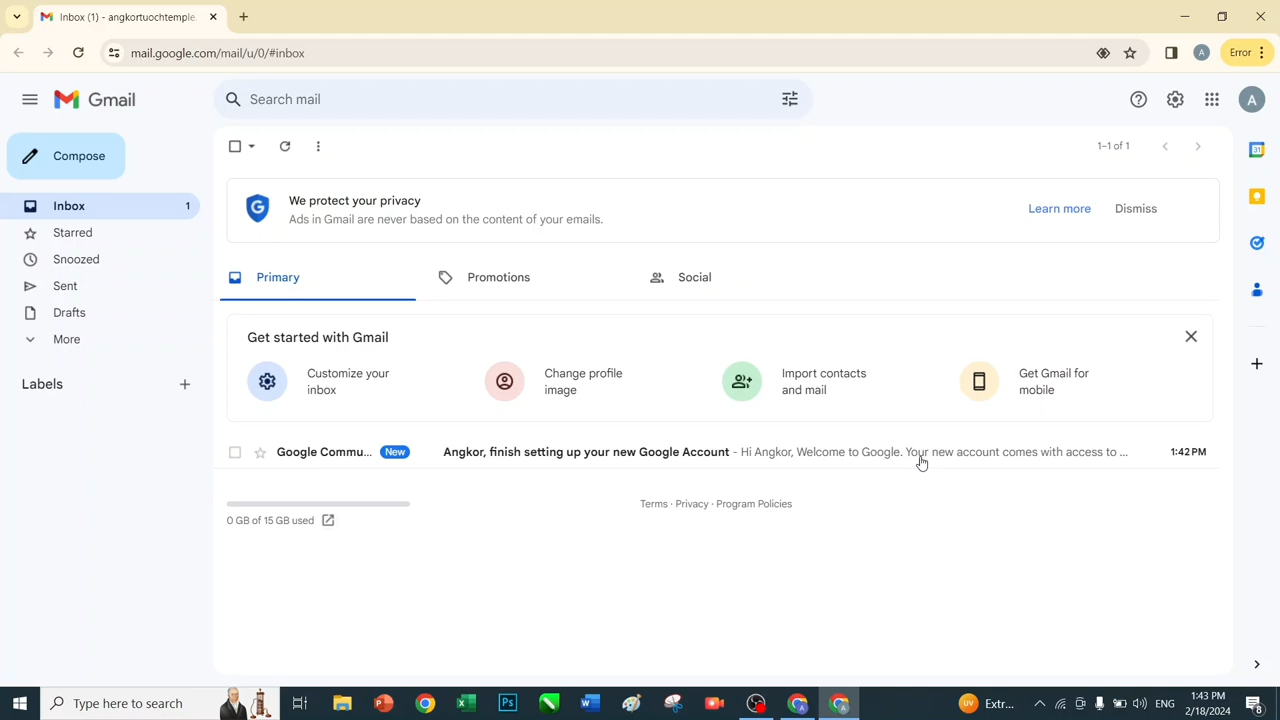 Inbox (1) - angkortuochtemple
mail.google.com/mail/u/0/#inbox
A
Error
Gmail
Search mail
A
Compose
1–1 of 1
31
Inbox
1
G
We protect your privacy
Ads in Gmail are never based on the content of your emails.
Learn more
Dismiss
Starred
Snoozed
Sent
Drafts
More
Labels
Primary
Promotions
Social
Get started with Gmail
Customize your
inbox
Change profile
image
Import contacts
and mail
Get Gmail for
mobile
Google Commu...
New
Angkor, finish setting up your new Google Account - Hi Angkor, Welcome to Google. Your new account comes with access to ...
1:42 PM
0 GB of 15 GB used
Terms · Privacy · Program Policies
Type here to search
Ps
UV
Extr...
ENG
1:43 PM
2/18/2024
8